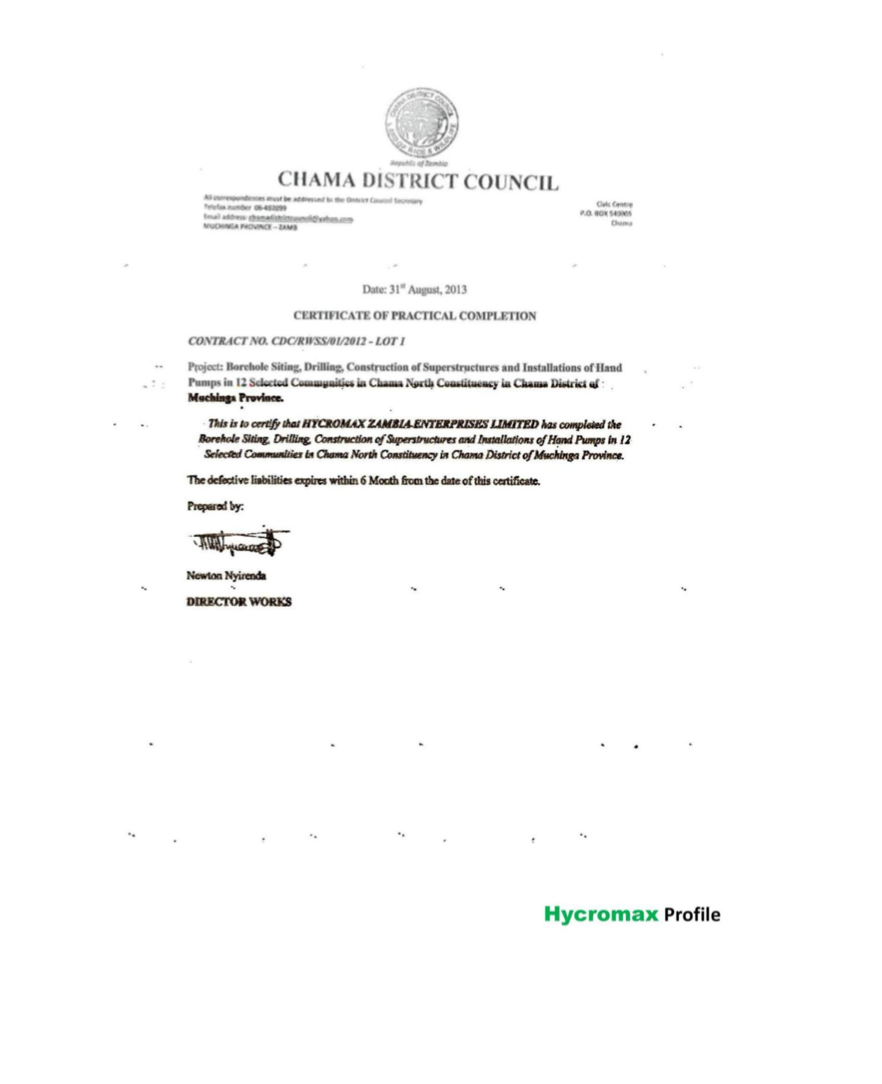 CHAMA DISTRICT COUNCIL
LAND OF RICE & WILDLIFE
Republic of Zambia
CHAMA DISTRICT COUNCIL
All correspondences must be addressed to the District Council Secretary
Telefax number
Email address: chamadistrictcouncil@yahoo.com
MUCHINGA PROVINCE – ZAMB
Civic Centre
P.O. BOX
Chama
Date: 31st August, 2013
CERTIFICATE OF PRACTICAL COMPLETION
CONTRACT NO. CDC/RWSS/01/2012 - LOT 1
Project: Borehole Siting, Drilling, Construction of Superstructures and Installations of Hand
Pumps in 12 Selected Communities in Chama North Constituency in Chama District of
Muchinga Province.
This is to certify that HYCROMAX ZAMBIA ENTERPRISES LIMITED has completed the
Borehole Siting, Drilling, Construction of Superstructures and Installations of Hand Pumps in 12
Selected Communities in Chama North Constituency in Chama District of Muchinga Province.
The defective liabilities expires within 6 Month from the date of this certificate.
Prepared by:
Newton Nyirenda
DIRECTOR WORKS
Hycromax Profile